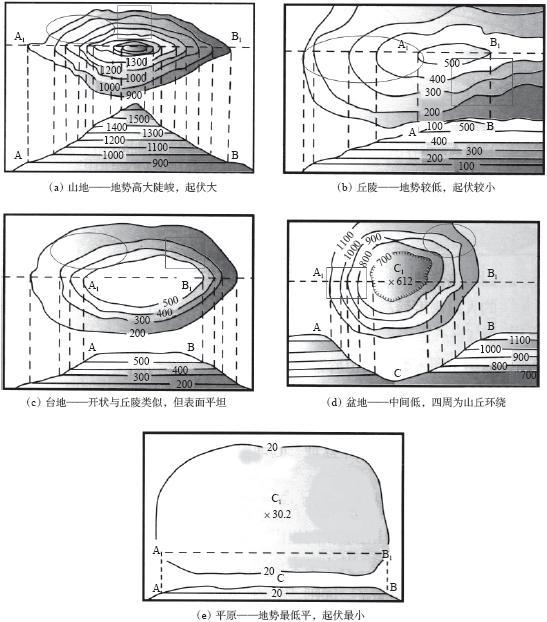 A₁
B₁
1300
1200
1000
1000
900
1500
1400
1300
1200
1100
1000
900
A
B
(a) 山地——地势高大陡峻，起伏大
A₁
B₁
500
400
300
200
100
A
500
B
400
300
200
100
(b) 丘陵——地势较低，起伏较小
A₁
B₁
500
400
300
200
A
B
500
400
300
200
(c) 台地——开状与丘陵类似，但表面平坦
1100
900
1000
800
700
C₁
×612
A₁
B₁
A
B
1100
1000
900
800
700
C
(d) 盆地——中间低，四周为山丘环绕
20
C₁
×30.2
A₁
B₁
20
C
A
20
B
(e) 平原——地势最低平，起伏最小